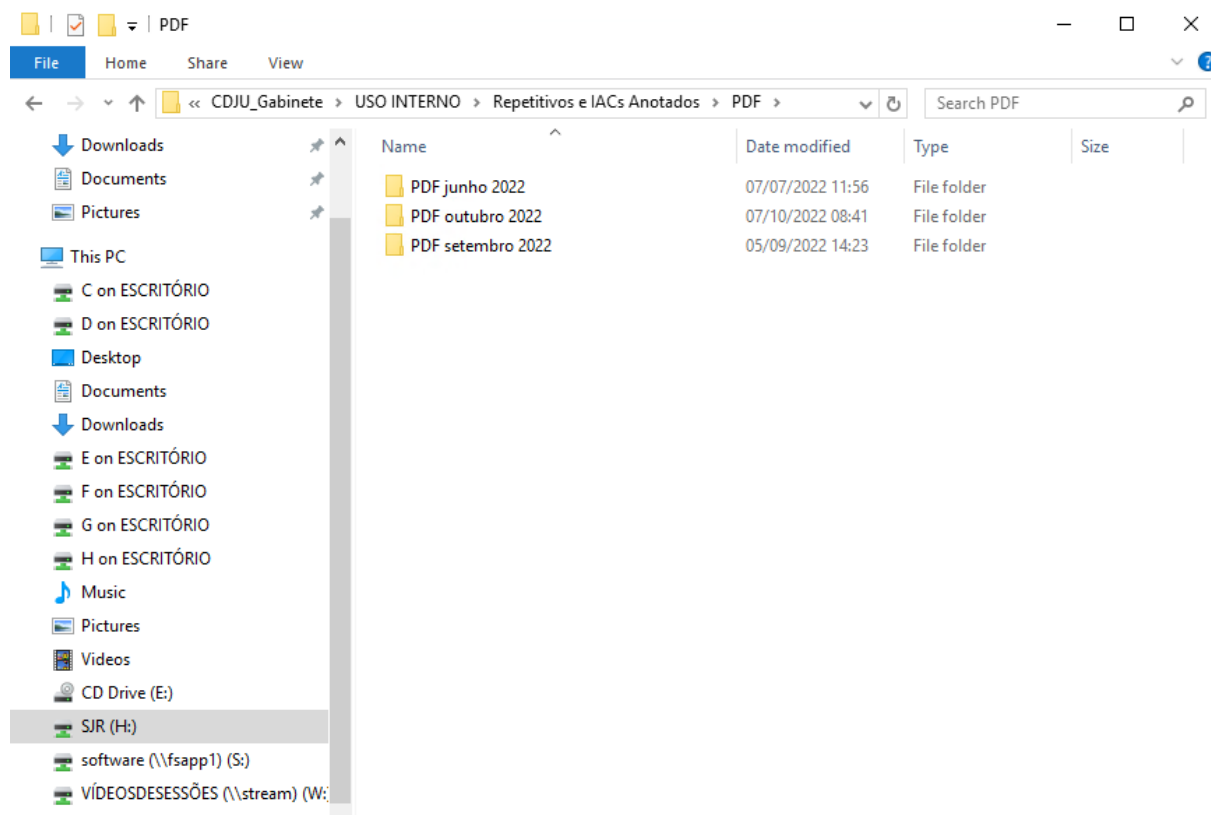 PDF
File Home Share View
« CDJU_Gabinete › USO INTERNO › Repetitivos e IACs Anotados › PDF › Search PDF
Downloads
Documents
Pictures
This PC
C on ESCRITÓRIO
D on ESCRITÓRIO
Desktop
Documents
Downloads
E on ESCRITÓRIO
F on ESCRITÓRIO
G on ESCRITÓRIO
H on ESCRITÓRIO
Music
Pictures
Videos
CD Drive (E:)
SJR (H:)
software (\\fsapp1) (S:)
VÍDEOSDESESSÕES (\\stream) (W:
Name Date modified Type Size
PDF junho 2022 07/07/2022 11:56 File folder
PDF outubro 2022 07/10/2022 08:41 File folder
PDF setembro 2022 05/09/2022 14:23 File folder